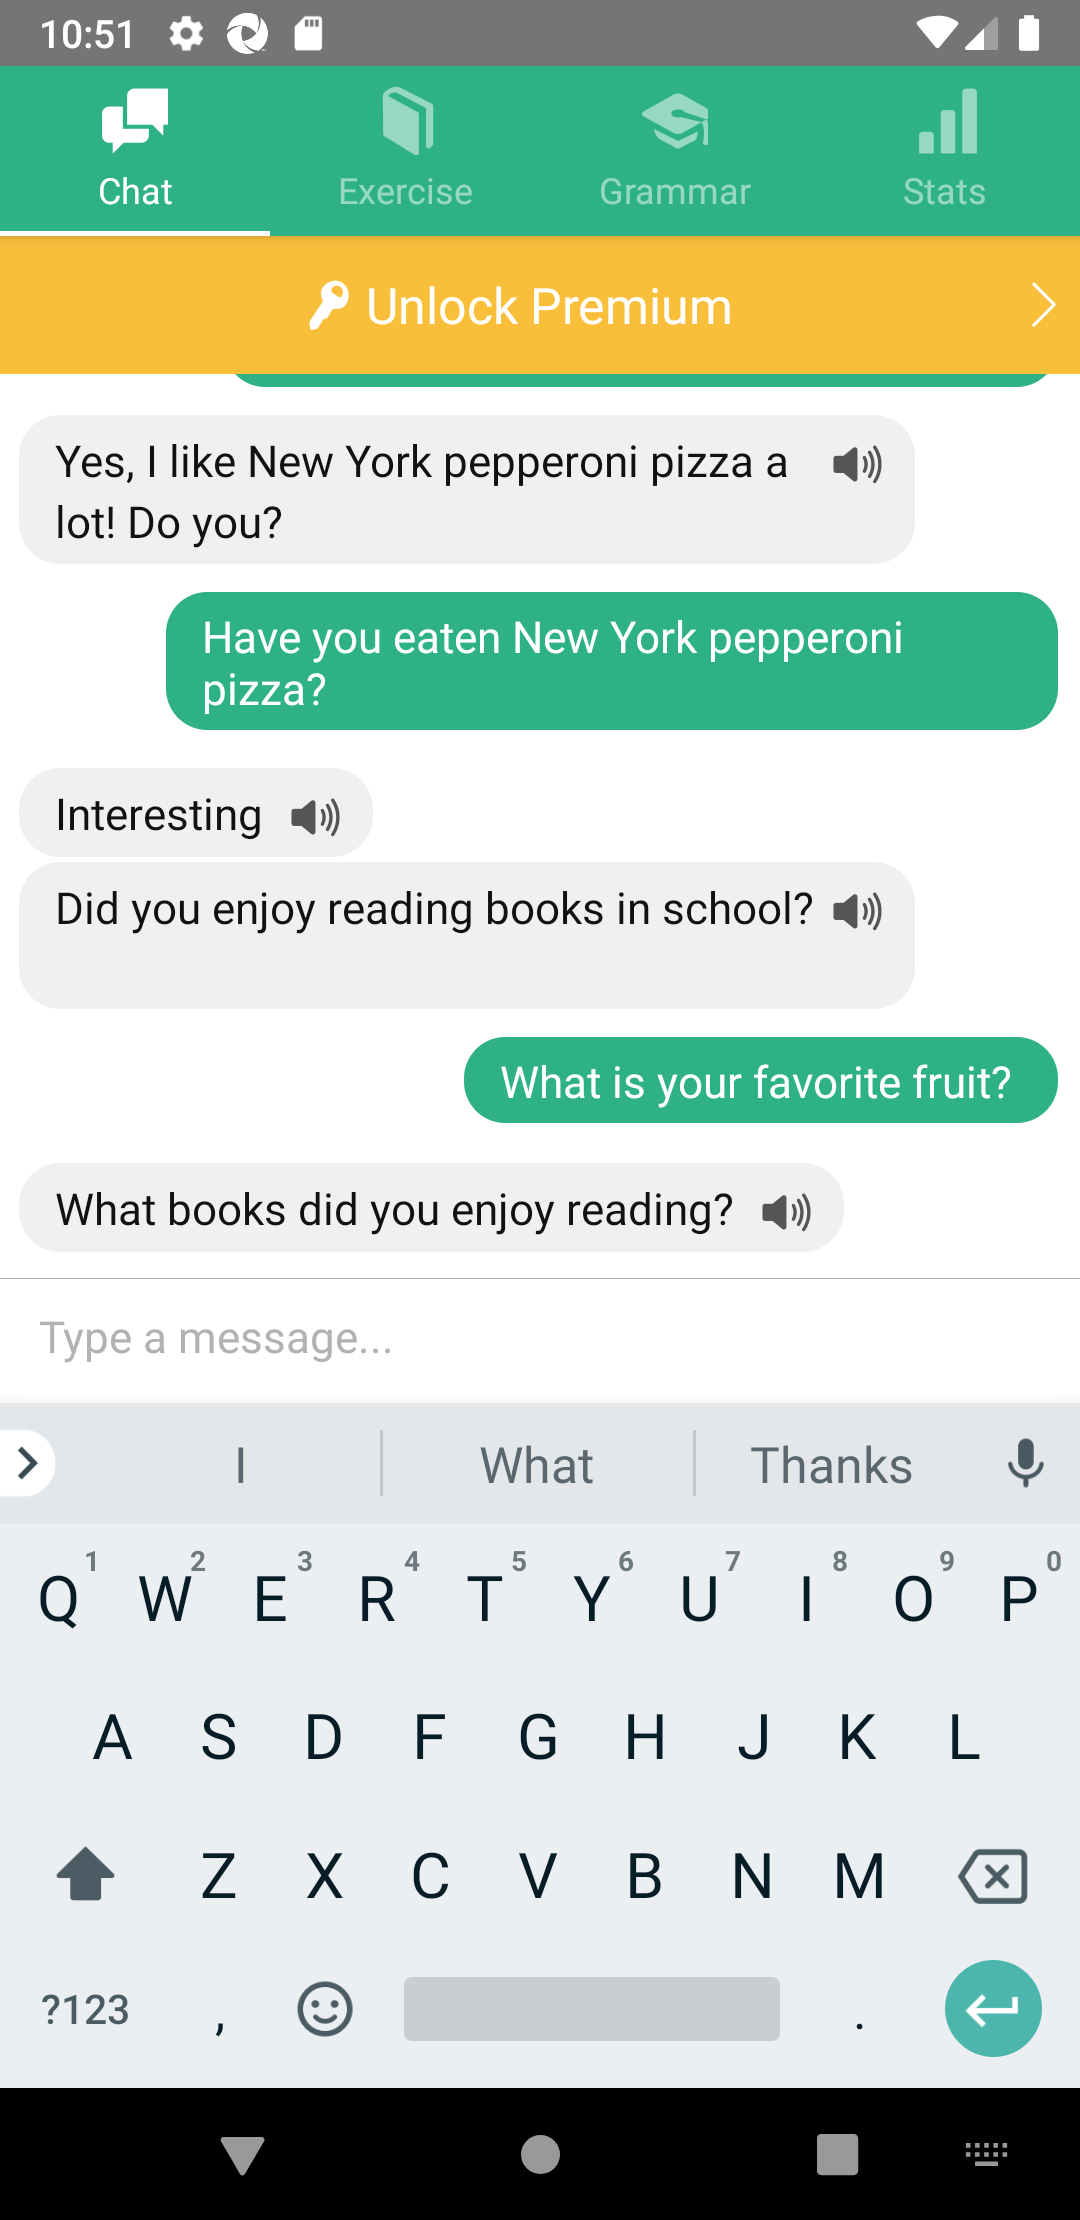 10:51
Chat
Exercise
Grammar
Stats
Unlock Premium
Yes, I like New York pepperoni pizza a
lot! Do you?
Have you eaten New York pepperoni
pizza?
Interesting
Did you enjoy reading books in school?
What is your favorite fruit?
What books did you enjoy reading?
Type a message...
I What Thanks
1 2 3 4 5 6 7 8 9 0
Q W E R T Y U I O P
A S D F G H J K L
Z X C V B N M
?123 , .